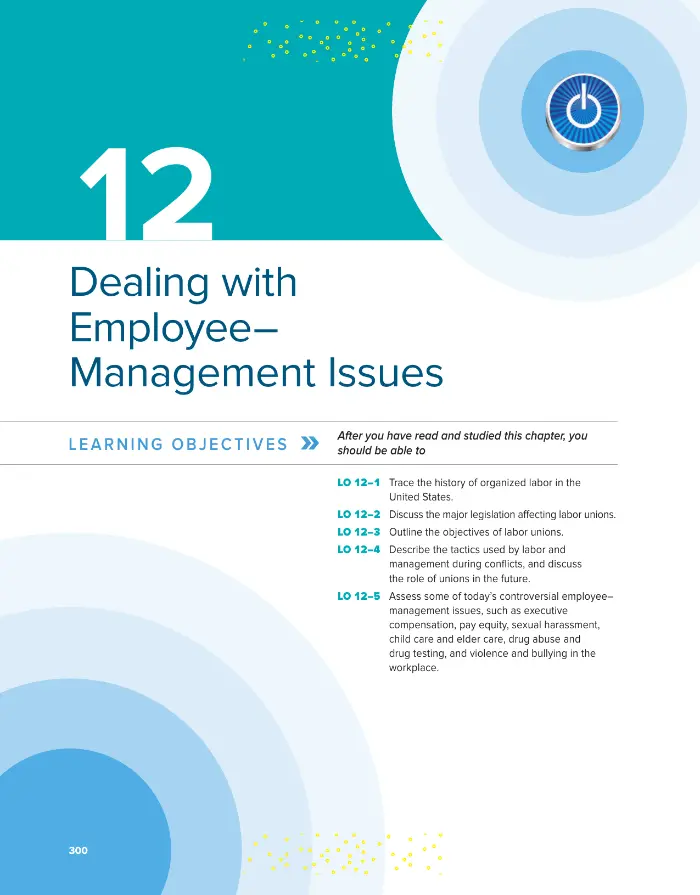 12
Dealing with
Employee–
Management Issues
LEARNING OBJECTIVES »
After you have read and studied this chapter, you
should be able to
LO 12–1 Trace the history of organized labor in the
United States.
LO 12–2 Discuss the major legislation affecting labor unions.
LO 12–3 Outline the objectives of labor unions.
LO 12–4 Describe the tactics used by labor and
management during conflicts, and discuss
the role of unions in the future.
LO 12–5 Assess some of today’s controversial employee–
management issues, such as executive
compensation, pay equity, sexual harassment,
child care and elder care, drug abuse and
drug testing, and violence and bullying in the
workplace.
300